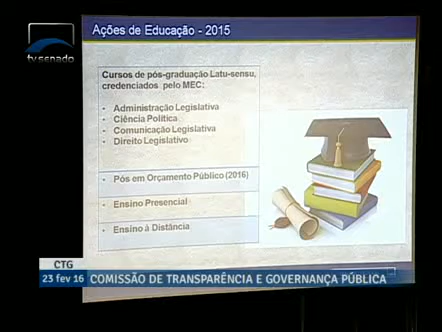 Ações de Educação - 2015
tv senado
Cursos de pós-graduação Latu-sensu,
credenciados pelo MEC:
- Administração Legislativa
- Ciência Política
- Comunicação Legislativa
- Direito Legislativo
- Pós em Orçamento Público (2016)
- Ensino Presencial
- Ensino à Distância
CTG
23 fev 16 COMISSÃO DE TRANSPARÊNCIA E GOVERNANÇA PÚBLICA